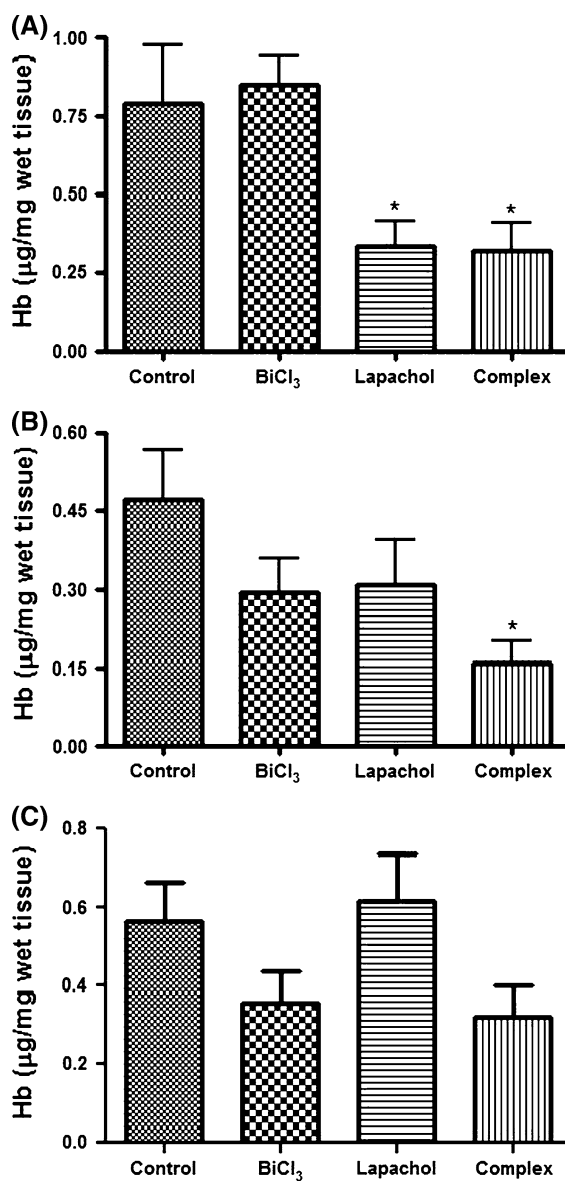 (A)
Hb (µg/mg wet tissue)
1.00
0.75
0.50
0.25
0.00
* *
Control BiCl₃ Lapachol Complex
(B)
Hb (µg/mg wet tissue)
0.60
0.45
0.30
0.15
0.00
*
Control BiCl₃ Lapachol Complex
(C)
Hb (µg/mg wet tissue)
0.8
0.6
0.4
0.2
0.0
Control BiCl₃ Lapachol Complex